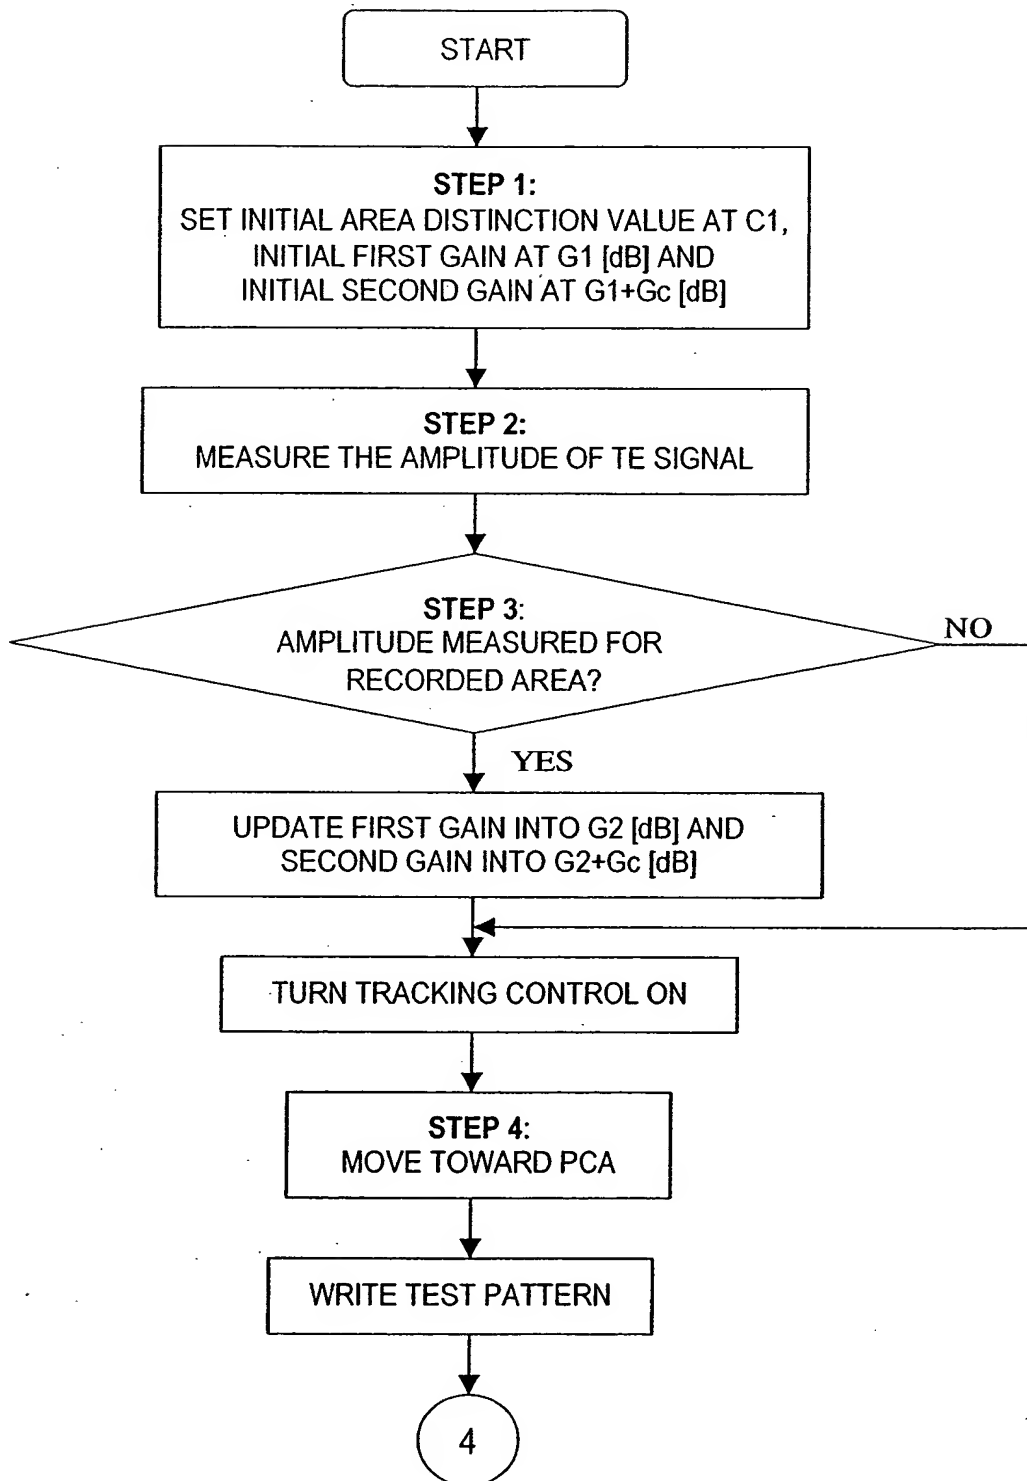 START
STEP 1:
SET INITIAL AREA DISTINCTION VALUE AT C1,
INITIAL FIRST GAIN AT G1 [dB] AND
INITIAL SECOND GAIN AT G1+Gc [dB]
STEP 2:
MEASURE THE AMPLITUDE OF TE SIGNAL
STEP 3:
AMPLITUDE MEASURED FOR
RECORDED AREA?
NO
YES
UPDATE FIRST GAIN INTO G2 [dB] AND
SECOND GAIN INTO G2+Gc [dB]
TURN TRACKING CONTROL ON
STEP 4:
MOVE TOWARD PCA
WRITE TEST PATTERN
4